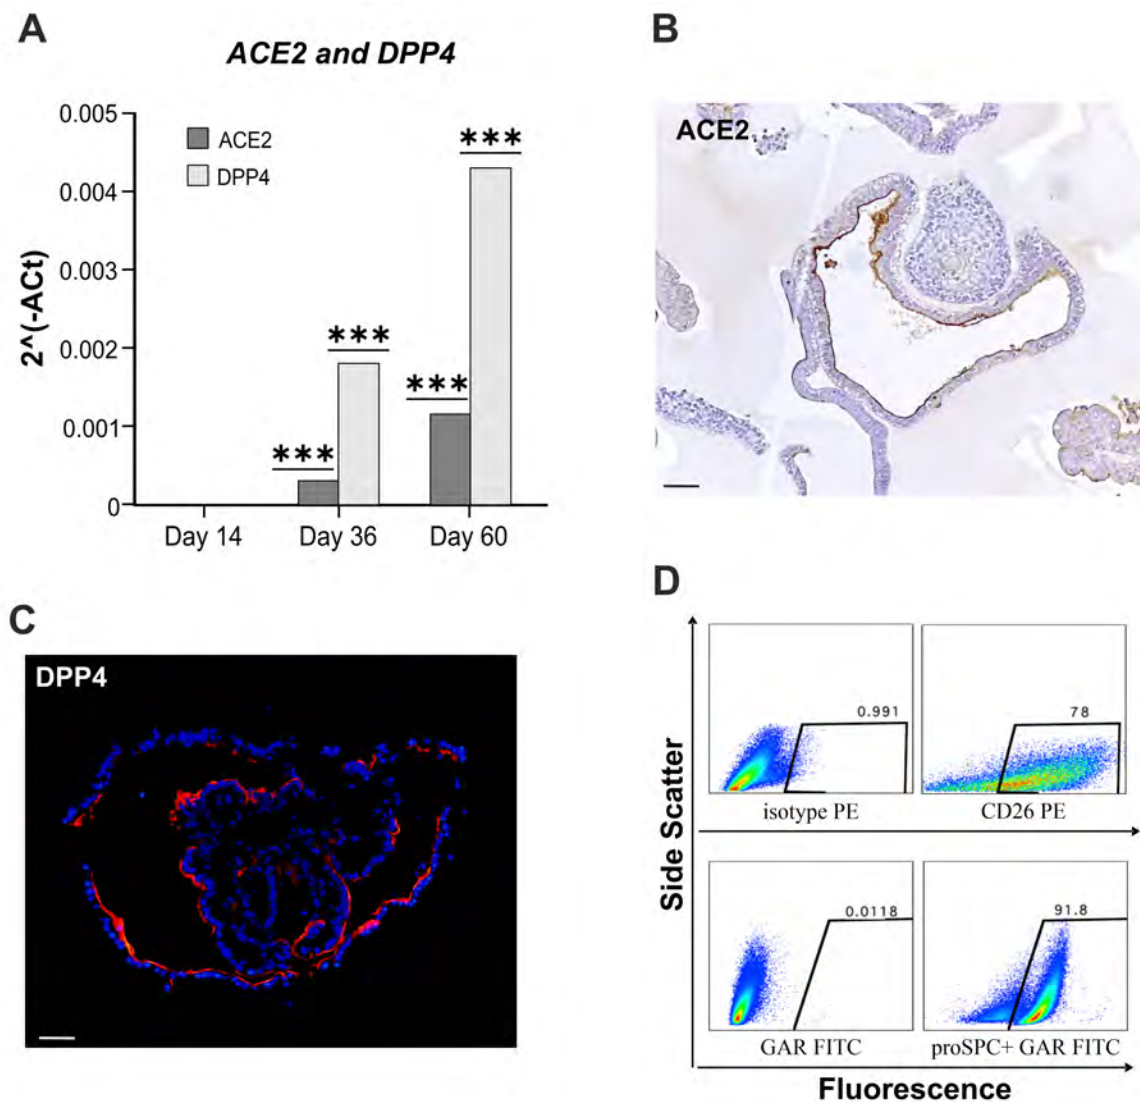 A
ACE2 and DPP4
2^(-ACt)
0.005
0.004
0.003
0.002
0.001
0
ACE2
DPP4
***
***
***
***
Day 14
Day 36
Day 60
B
ACE2
C
DPP4
D
Side Scatter
0.991
isotype PE
78
CD26 PE
0.0118
GAR FITC
91.8
proSPC+ GAR FITC
Fluorescence